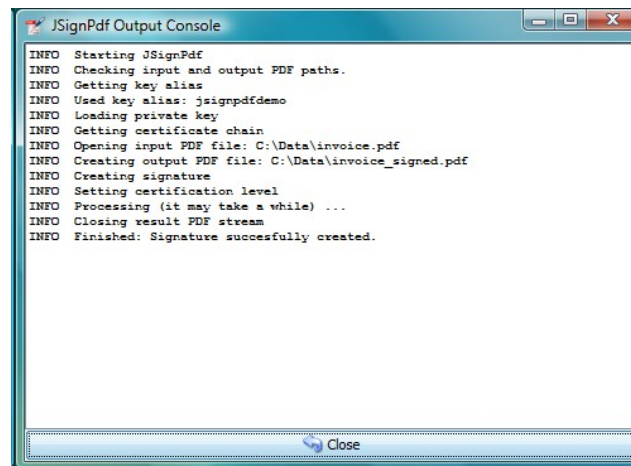 JSignPdf Output Console
INFO Starting JSignPdf
INFO Checking input and output PDF paths.
INFO Getting key alias
INFO Used key alias: jsignpdfdemo
INFO Loading private key
INFO Getting certificate chain
INFO Opening input PDF file: C:\Data\invoice.pdf
INFO Creating output PDF file: C:\Data\invoice_signed.pdf
INFO Creating signature
INFO Setting certification level
INFO Processing (it may take a while) ...
INFO Closing result PDF stream
INFO Finished: Signature succesfully created.
Close